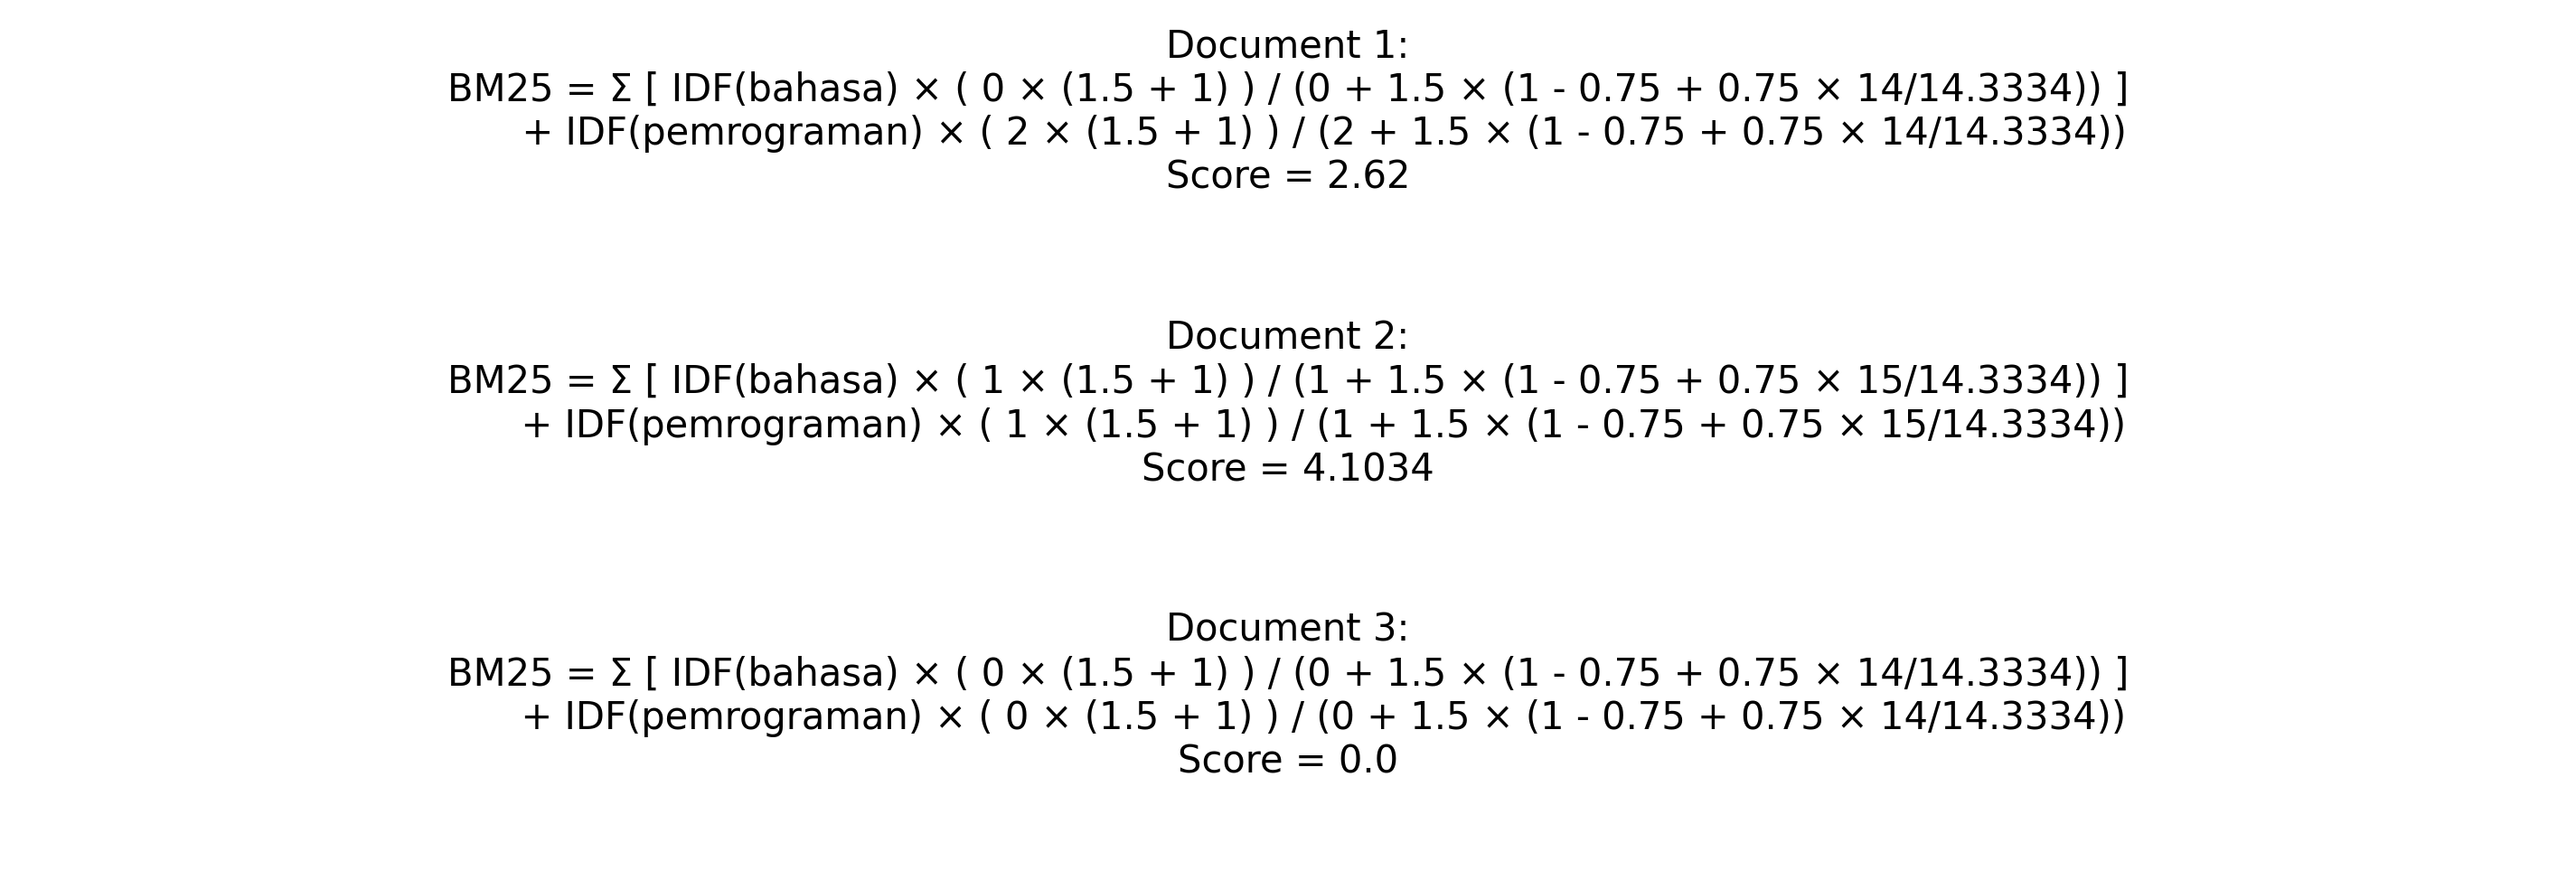 Document 1:
BM25 = Σ [ IDF(bahasa) × ( 0 × (1.5 + 1) ) / (0 + 1.5 × (1 - 0.75 + 0.75 × 14/14.3334)) ]
+ IDF(pemrograman) × ( 2 × (1.5 + 1) ) / (2 + 1.5 × (1 - 0.75 + 0.75 × 14/14.3334))
Score = 2.62
Document 2:
BM25 = Σ [ IDF(bahasa) × ( 1 × (1.5 + 1) ) / (1 + 1.5 × (1 - 0.75 + 0.75 × 15/14.3334)) ]
+ IDF(pemrograman) × ( 1 × (1.5 + 1) ) / (1 + 1.5 × (1 - 0.75 + 0.75 × 15/14.3334))
Score = 4.1034
Document 3:
BM25 = Σ [ IDF(bahasa) × ( 0 × (1.5 + 1) ) / (0 + 1.5 × (1 - 0.75 + 0.75 × 14/14.3334)) ]
+ IDF(pemrograman) × ( 0 × (1.5 + 1) ) / (0 + 1.5 × (1 - 0.75 + 0.75 × 14/14.3334))
Score = 0.0